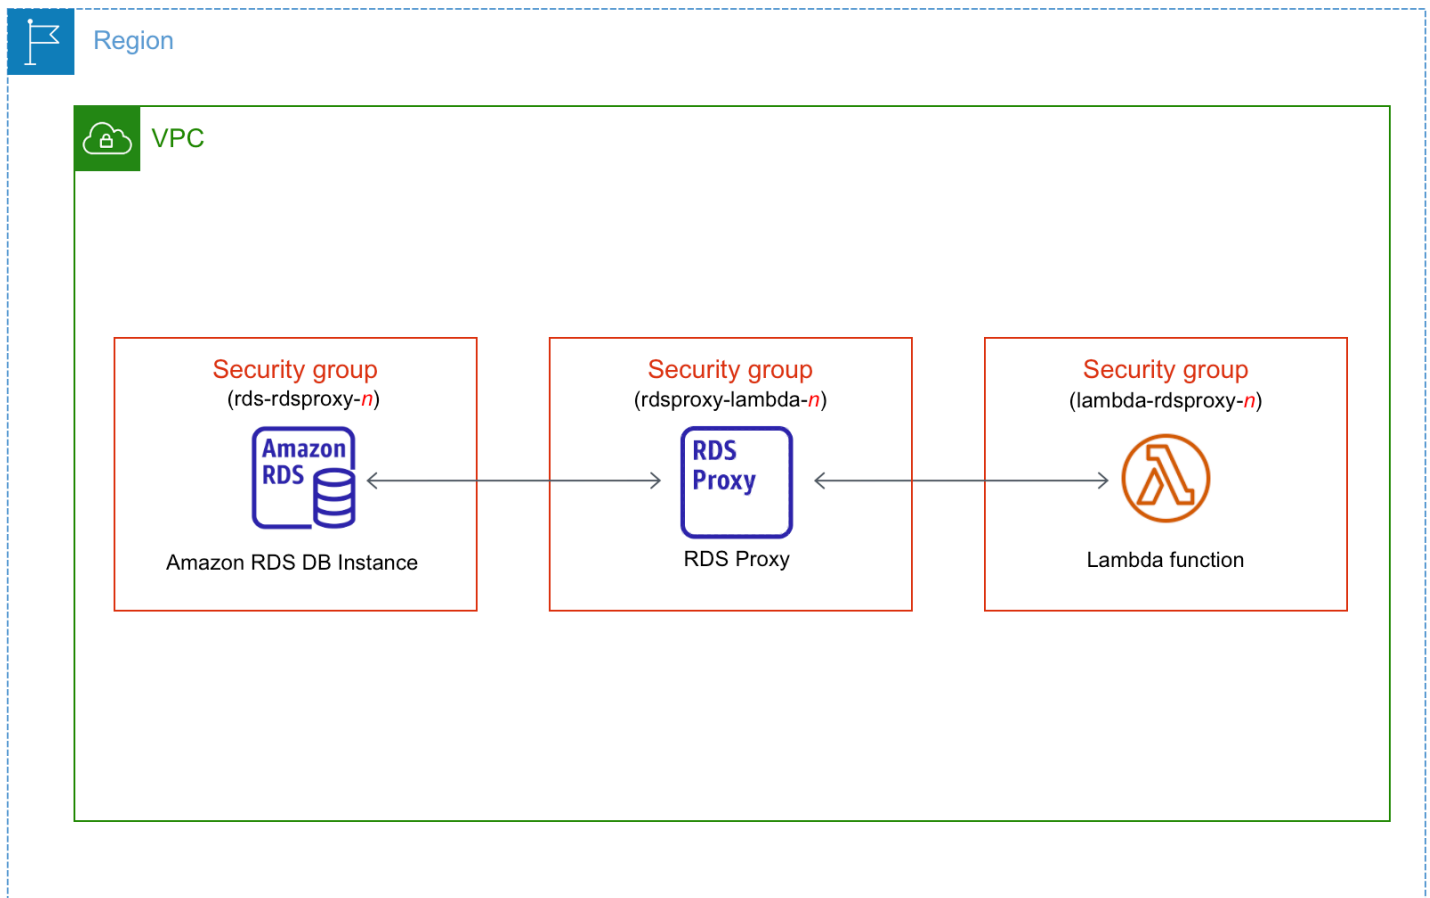 Region
VPC
Security group
(rds-rdsproxy-n)
Amazon
RDS
Amazon RDS DB Instance
Security group
(rdsproxy-lambda-n)
RDS
Proxy
RDS Proxy
Security group
(lambda-rdsproxy-n)
Lambda function